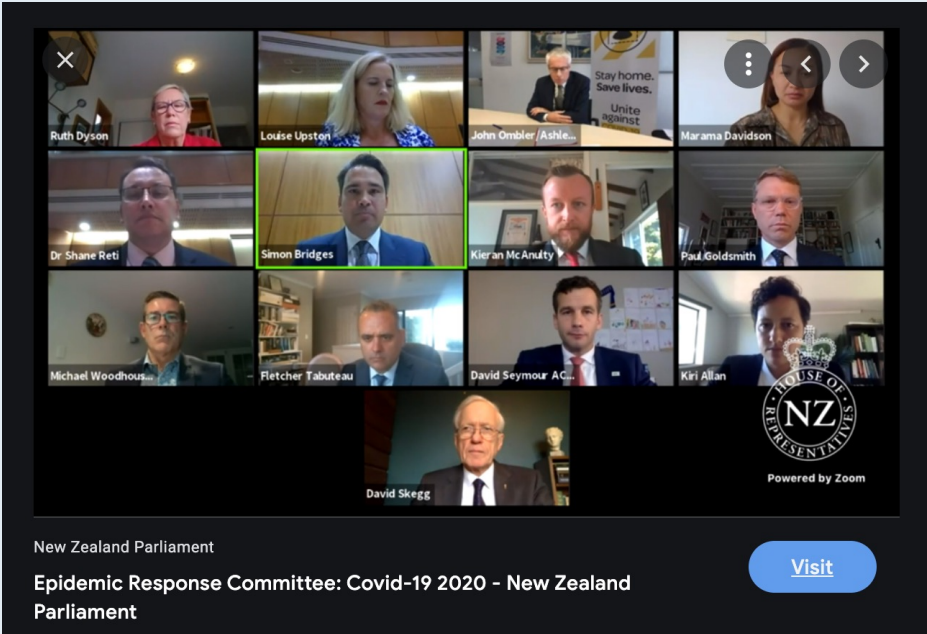 Ruth Dyson
Louise Upston
John Ombler/Ashle...
Stay home.
Save lives.
Unite
against
Marama Davidson
Dr Shane Reti
Simon Bridges
Kieran McAnulty
Paul Goldsmith
Michael Woodhous...
Fletcher Tabuteau
David Seymour AC...
Kiri Allan
David Skegg
HOUSE OF
NZ
REPRESENTATIVES
Powered by Zoom
New Zealand Parliament
Epidemic Response Committee: Covid-19 2020 - New Zealand
Parliament
Visit